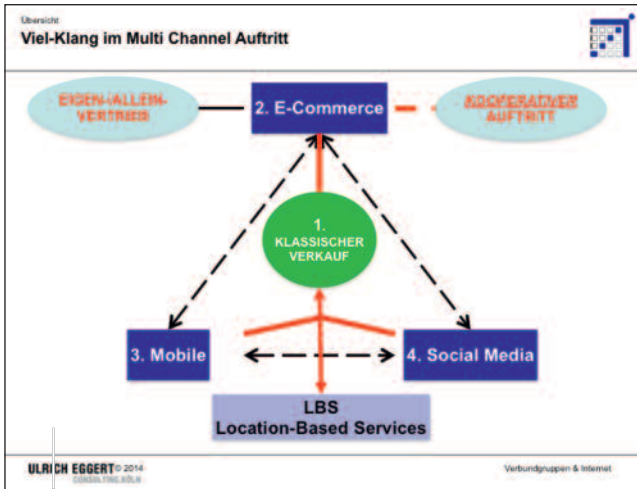 Übersicht
Viel-Klang im Multi Channel Auftritt
EIGEN-/ALLEIN-
VERTRIEB
2. E-Commerce
KOOPERATIVER
AUFTRITT
1.
KLASSISCHER
VERKAUF
3. Mobile
4. Social Media
LBS
Location-Based Services
ULRICH EGGERT © 2014
CONSULTING.KÖLN
Verbundgruppen & Internet